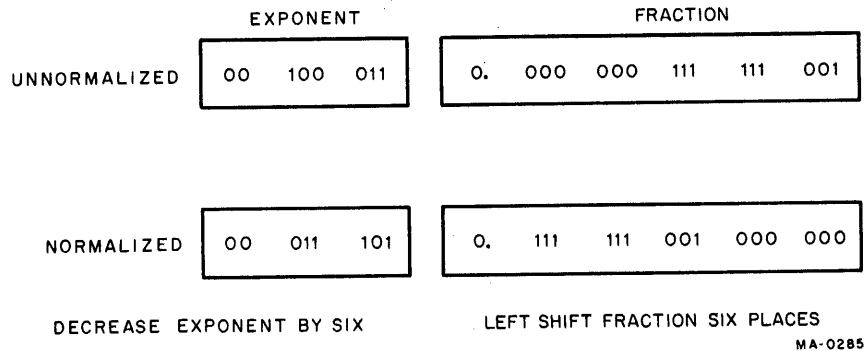 EXPONENT FRACTION
UNNORMALIZED 00 100 011 0. 000 000 111 111 001
NORMALIZED 00 011 101 0. 111 111 001 000 000
DECREASE EXPONENT BY SIX LEFT SHIFT FRACTION SIX PLACES
MA-0285